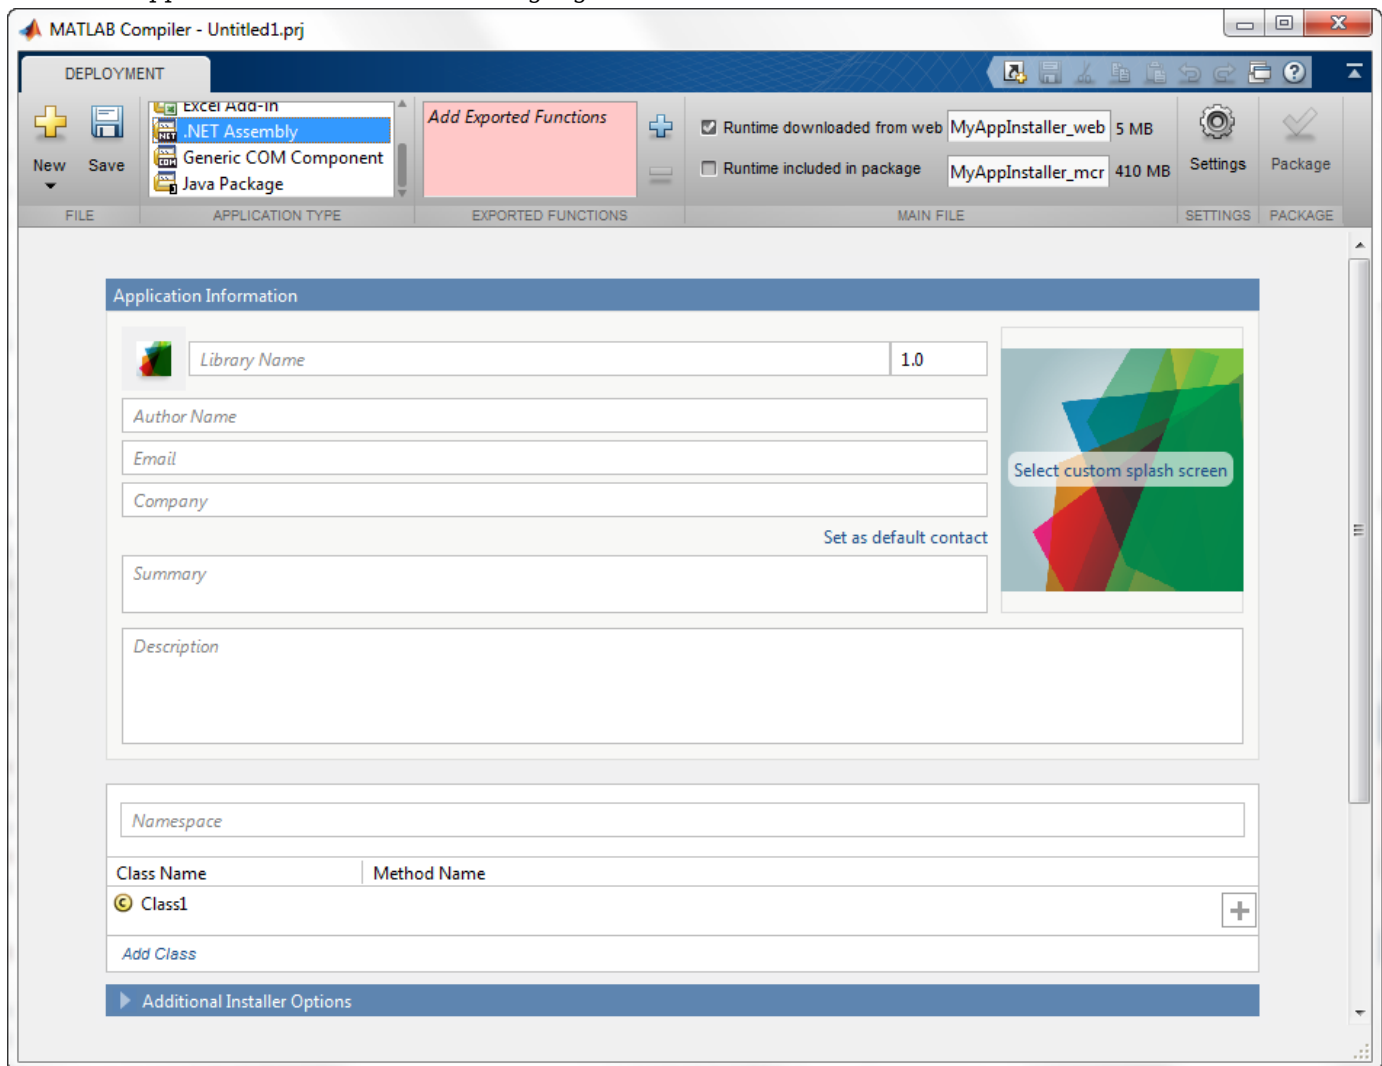 MATLAB Compiler - Untitled1.prj
DEPLOYMENT
New
Save
Excel Add-In
.NET Assembly
Generic COM Component
Java Package
Add Exported Functions
Runtime downloaded from web MyAppInstaller_web 5 MB
Runtime included in package MyAppInstaller_mcr 410 MB
Settings
Package
FILE APPLICATION TYPE EXPORTED FUNCTIONS MAIN FILE SETTINGS PACKAGE
Application Information
Library Name 1.0
Author Name
Email
Company
Select custom splash screen
Set as default contact
Summary
Description
Namespace
Class Name Method Name
Class1
Add Class
Additional Installer Options